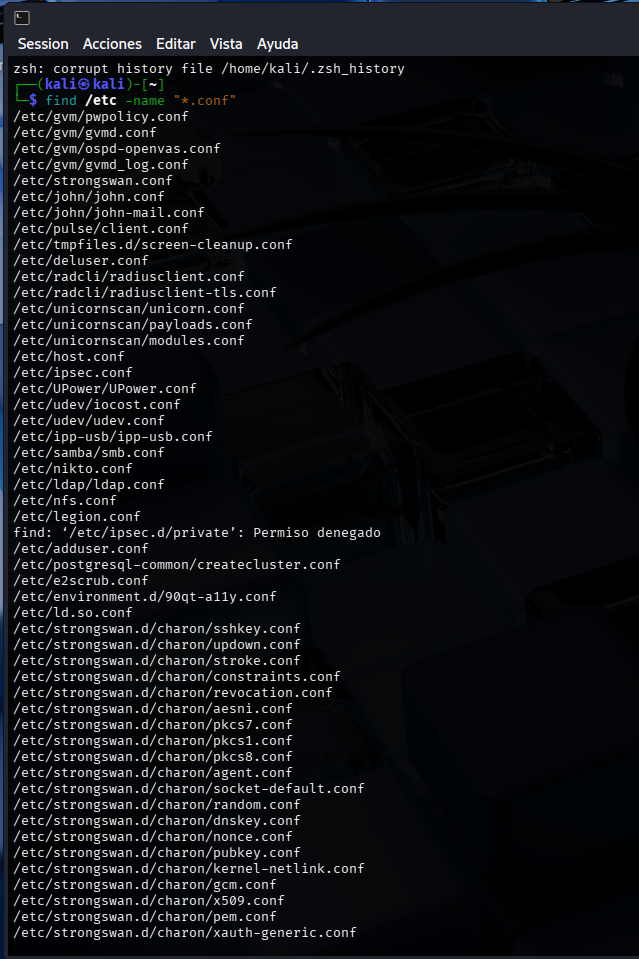 Session Acciones Editar Vista Ayuda
zsh: corrupt history file /home/kali/.zsh_history
┌──(kali㉿kali)-[~]
└─$ find /etc -name "*.conf"
/etc/gvm/pwpolicy.conf
/etc/gvm/gvmd.conf
/etc/gvm/ospd-openvas.conf
/etc/gvm/gvmd_log.conf
/etc/strongswan.conf
/etc/john/john.conf
/etc/john/john-mail.conf
/etc/pulse/client.conf
/etc/tmpfiles.d/screen-cleanup.conf
/etc/deluser.conf
/etc/radcli/radiusclient.conf
/etc/radcli/radiusclient-tls.conf
/etc/unicornscan/unicorn.conf
/etc/unicornscan/payloads.conf
/etc/unicornscan/modules.conf
/etc/host.conf
/etc/ipsec.conf
/etc/UPower/UPower.conf
/etc/udev/iocost.conf
/etc/udev/udev.conf
/etc/ipp-usb/ipp-usb.conf
/etc/samba/smb.conf
/etc/nikto.conf
/etc/ldap/ldap.conf
/etc/nfs.conf
/etc/legion.conf
find: ‘/etc/ipsec.d/private’: Permiso denegado
/etc/adduser.conf
/etc/postgresql-common/createcluster.conf
/etc/e2scrub.conf
/etc/environment.d/90qt-a11y.conf
/etc/ld.so.conf
/etc/strongswan.d/charon/sshkey.conf
/etc/strongswan.d/charon/updown.conf
/etc/strongswan.d/charon/stroke.conf
/etc/strongswan.d/charon/constraints.conf
/etc/strongswan.d/charon/revocation.conf
/etc/strongswan.d/charon/aesni.conf
/etc/strongswan.d/charon/pkcs7.conf
/etc/strongswan.d/charon/pkcs1.conf
/etc/strongswan.d/charon/pkcs8.conf
/etc/strongswan.d/charon/agent.conf
/etc/strongswan.d/charon/socket-default.conf
/etc/strongswan.d/charon/random.conf
/etc/strongswan.d/charon/dnskey.conf
/etc/strongswan.d/charon/nonce.conf
/etc/strongswan.d/charon/pubkey.conf
/etc/strongswan.d/charon/kernel-netlink.conf
/etc/strongswan.d/charon/gcm.conf
/etc/strongswan.d/charon/x509.conf
/etc/strongswan.d/charon/pem.conf
/etc/strongswan.d/charon/xauth-generic.conf